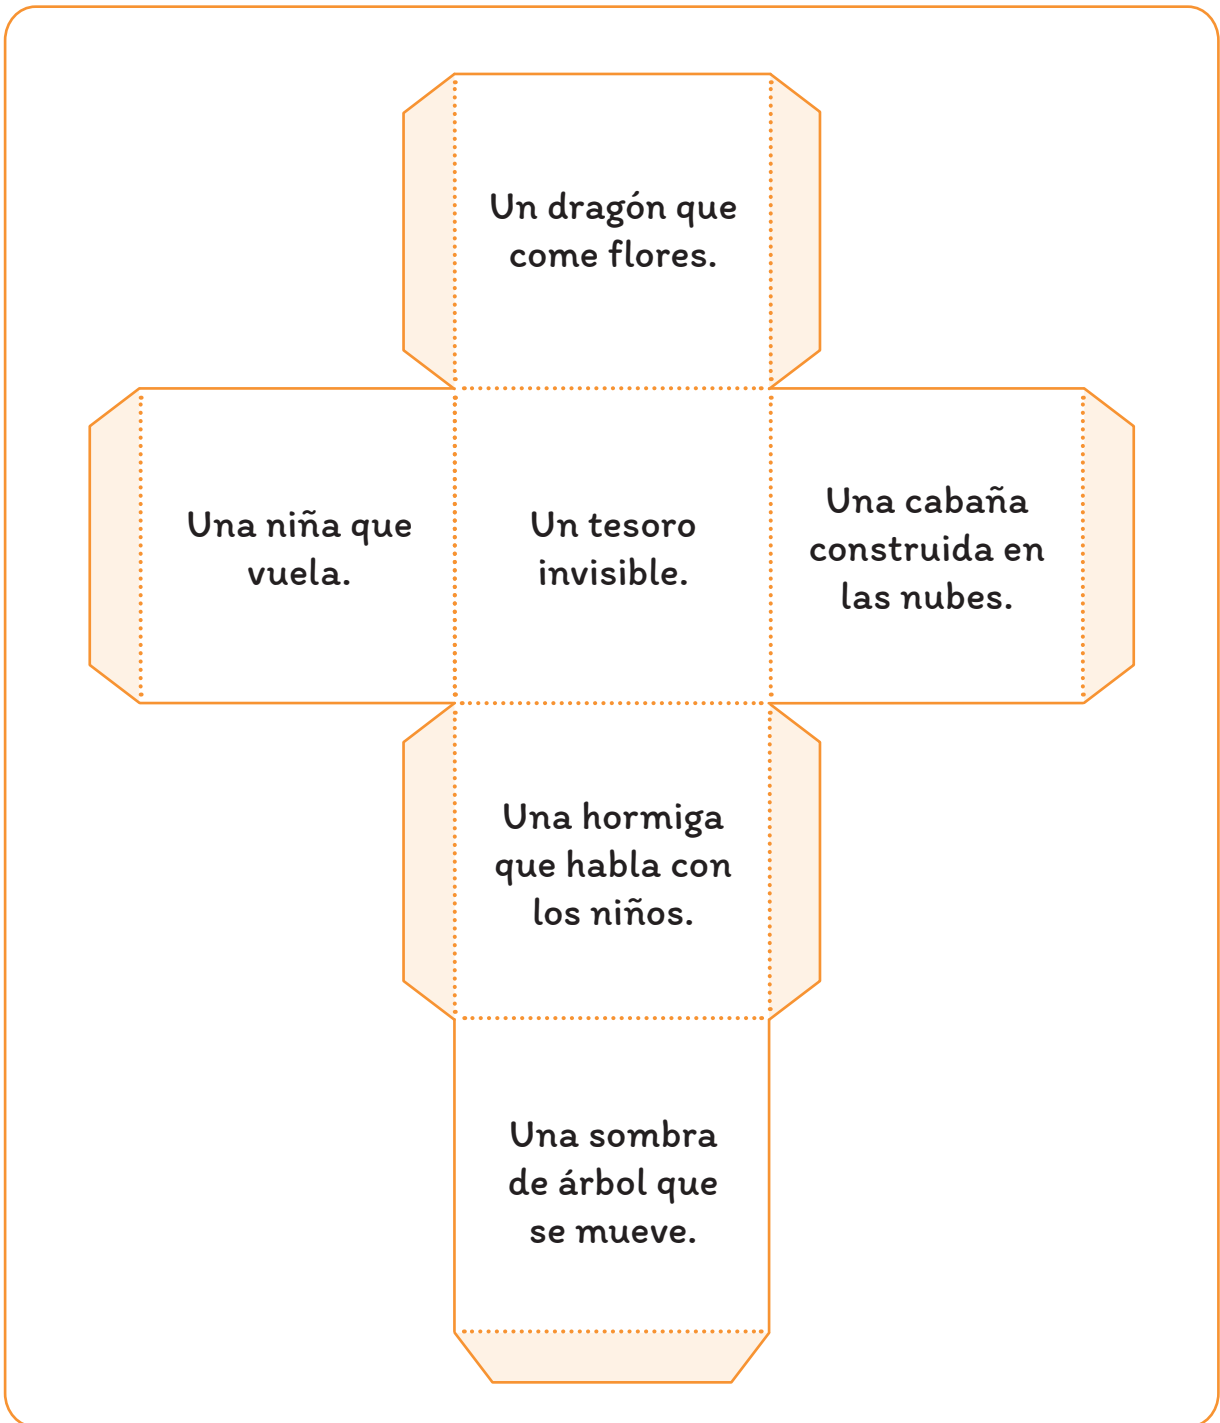 Un dragón que
come flores.
Una niña que
vuela.
Un tesoro
invisible.
Una cabaña
construida en
las nubes.
Una hormiga
que habla con
los niños.
Una sombra
de árbol que
se mueve.